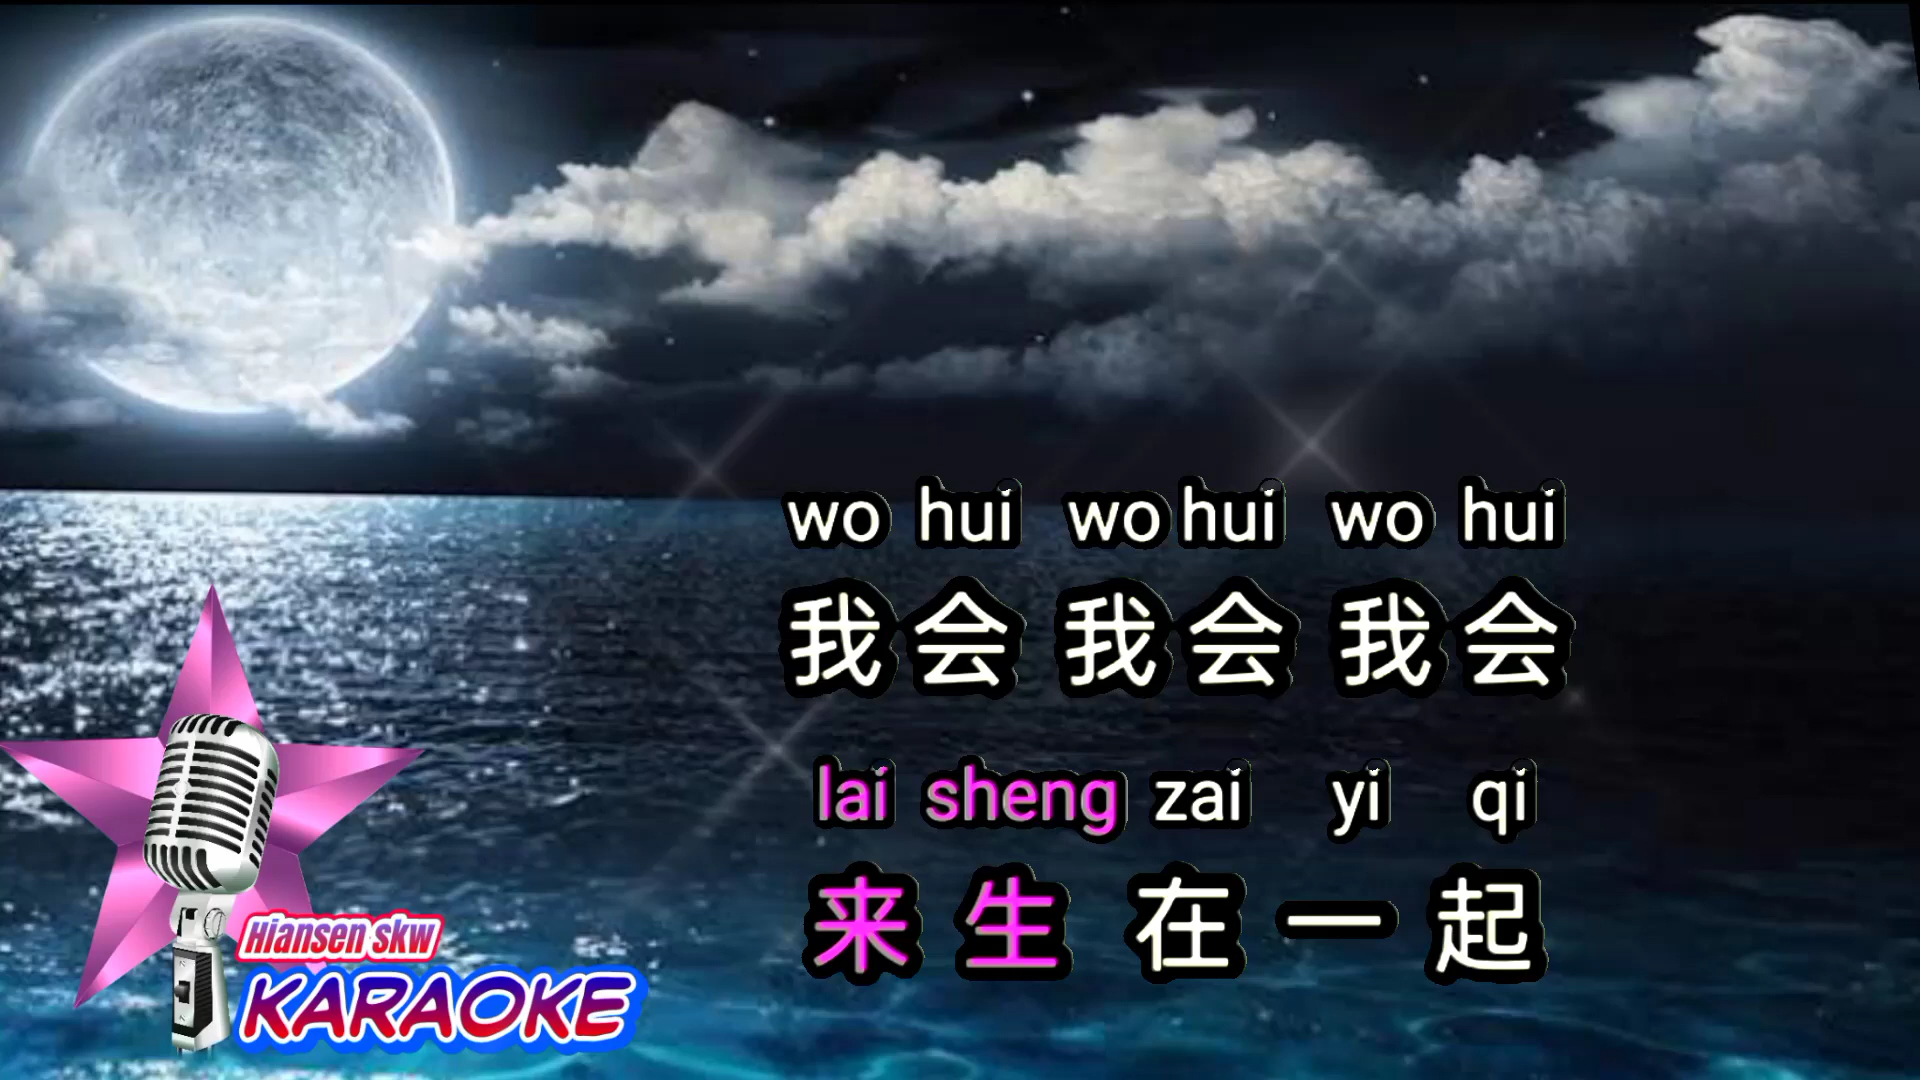 wo hui wo hui wo hui
我会 我会 我会
lai sheng zai yi qi
来生在一起
Hiansen skw
KARAOKE